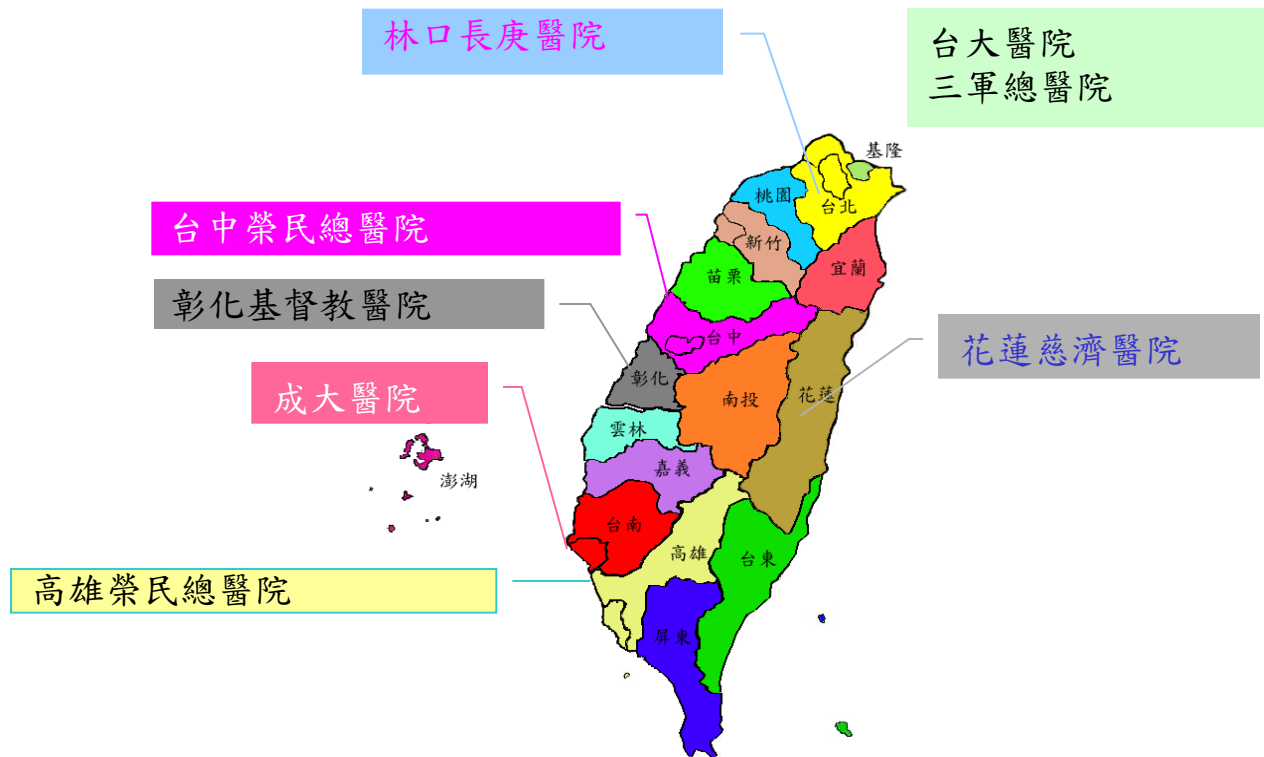 林口長庚醫院
台大醫院
三軍總醫院
基隆
桃園
台北
台中榮民總醫院
新竹
宜蘭
苗栗
彰化基督教醫院
台中
花蓮慈濟醫院
彰化
成大醫院
南投
花蓮
雲林
嘉義
澎湖
台南
高雄
台東
高雄榮民總醫院
屏東